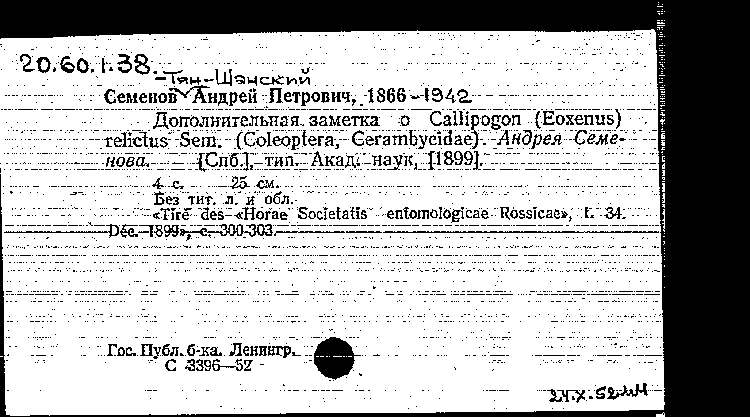 20.60.1.38.
-Тян-Шанский
Семенов Андрей Петрович, 1866-1942
Дополнительная заметка о Callipogon (Eoxenus)
relictus Sem. (Coleoptera, Cerambycidae). Андрея Семе-
нова. [Спб.], тип. Акад. наук, [1899].
4 с. 25 см.
Без тит. л. и обл.
«Tiré des «Horae Societatis entomologicae Rossicae», t. 34.
Déc. 1899», с. 300-303.
Гос. Публ. б-ка. Ленингр.
С 3396—52
24.X.52